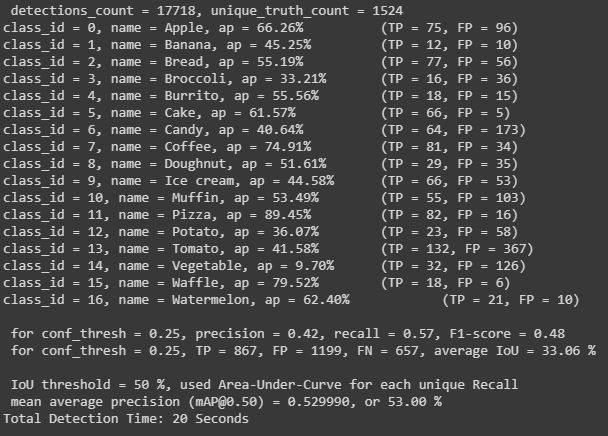 detections_count = 17718, unique_truth_count = 1524
class_id = 0, name = Apple, ap = 66.26% (TP = 75, FP = 96)
class_id = 1, name = Banana, ap = 45.25% (TP = 12, FP = 10)
class_id = 2, name = Bread, ap = 55.19% (TP = 77, FP = 56)
class_id = 3, name = Broccoli, ap = 33.21% (TP = 16, FP = 36)
class_id = 4, name = Burrito, ap = 55.56% (TP = 18, FP = 15)
class_id = 5, name = Cake, ap = 61.57% (TP = 66, FP = 5)
class_id = 6, name = Candy, ap = 40.64% (TP = 64, FP = 173)
class_id = 7, name = Coffee, ap = 74.91% (TP = 81, FP = 34)
class_id = 8, name = Doughnut, ap = 51.61% (TP = 29, FP = 35)
class_id = 9, name = Ice cream, ap = 44.58% (TP = 66, FP = 53)
class_id = 10, name = Muffin, ap = 53.49% (TP = 55, FP = 103)
class_id = 11, name = Pizza, ap = 89.45% (TP = 82, FP = 16)
class_id = 12, name = Potato, ap = 36.07% (TP = 23, FP = 58)
class_id = 13, name = Tomato, ap = 41.58% (TP = 132, FP = 367)
class_id = 14, name = Vegetable, ap = 9.70% (TP = 32, FP = 126)
class_id = 15, name = Waffle, ap = 79.52% (TP = 18, FP = 6)
class_id = 16, name = Watermelon, ap = 62.40% (TP = 21, FP = 10)
for conf_thresh = 0.25, precision = 0.42, recall = 0.57, F1-score = 0.48
for conf_thresh = 0.25, TP = 867, FP = 1199, FN = 657, average IoU = 33.06 %
IoU threshold = 50 %, used Area-Under-Curve for each unique Recall
mean average precision (mAP@0.50) = 0.529990, or 53.00 %
Total Detection Time: 20 Seconds